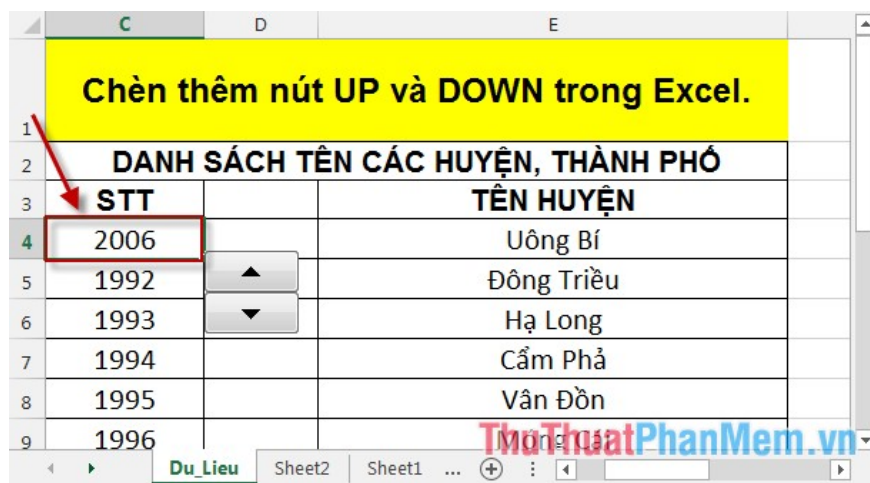 C D E
1 Chèn thêm nút UP và DOWN trong Excel.
2 DANH SÁCH TÊN CÁC HUYỆN, THÀNH PHỐ
3 STT TÊN HUYỆN
4 2006 Uông Bí
5 1992 Đông Triều
6 1993 Hạ Long
7 1994 Cẩm Phả
8 1995 Vân Đồn
9 1996 Móng Cái
ThuThuatPhanMem.vn
Du_Lieu Sheet2 Sheet1 ...